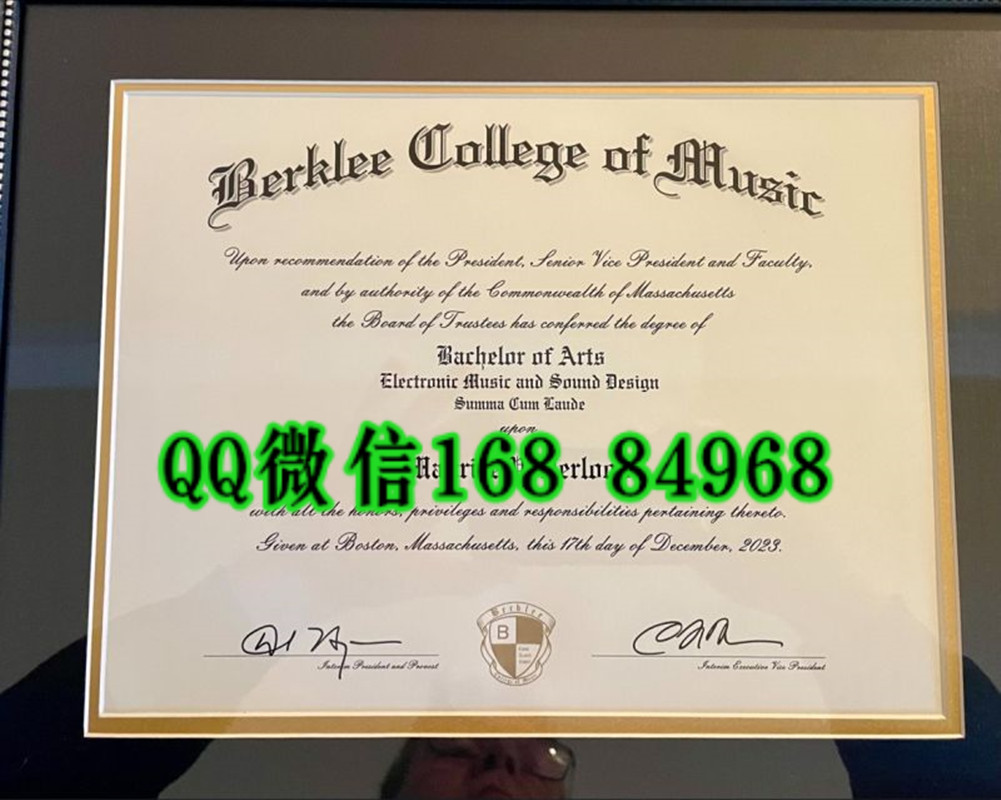 Berklee College of Music
Upon recommendation of the President, Senior Vice President and Faculty,
and by authority of the Commonwealth of Massachusetts
the Board of Trustees has conferred the degree of
Bachelor of Arts
Electronic Music and Sound Design
Summa Cum Laude
upon
QQ微信168 84968
with all the honors, privileges and responsibilities pertaining thereto.
Given at Boston, Massachusetts, this 17th day of December, 2023.
Berklee
B
College of Music
Interim President and Provost
Interim Executive Vice President